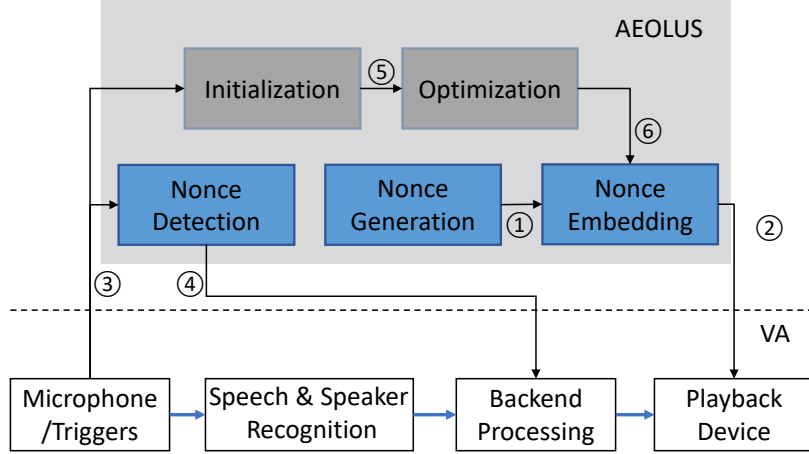 AEOLUS
Initialization
⑤
Optimization
⑥
Nonce
Detection
Nonce
Generation
①
Nonce
Embedding
②
③
④
VA
Microphone
/Triggers
Speech & Speaker
Recognition
Backend
Processing
Playback
Device